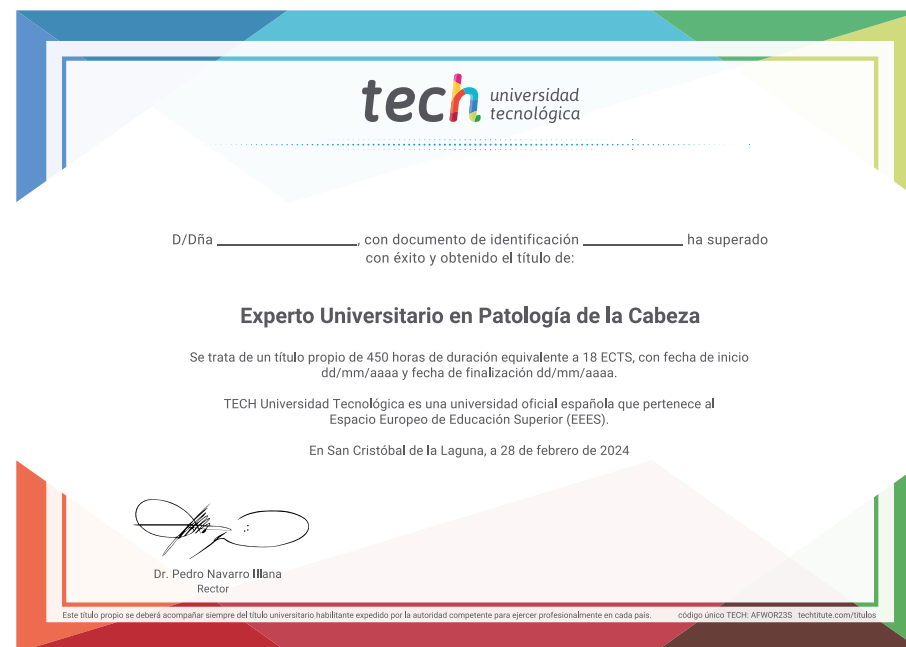 tech universidad
tecnológica
D/Dña ______________, con documento de identificación __________ ha superado
con éxito y obtenido el título de:
Experto Universitario en Patología de la Cabeza
Se trata de un título propio de 450 horas de duración equivalente a 18 ECTS, con fecha de inicio
dd/mm/aaaa y fecha de finalización dd/mm/aaaa.
TECH Universidad Tecnológica es una universidad oficial española que pertenece al
Espacio Europeo de Educación Superior (EEES).
En San Cristóbal de la Laguna, a 28 de febrero de 2024
Dr. Pedro Navarro Illana
Rector
Este título propio se deberá acompañar siempre del título universitario habilitante expedido por la autoridad competente para ejercer profesionalmente en cada país. código único TECH: AFWOR23S techtitute.com/titulos